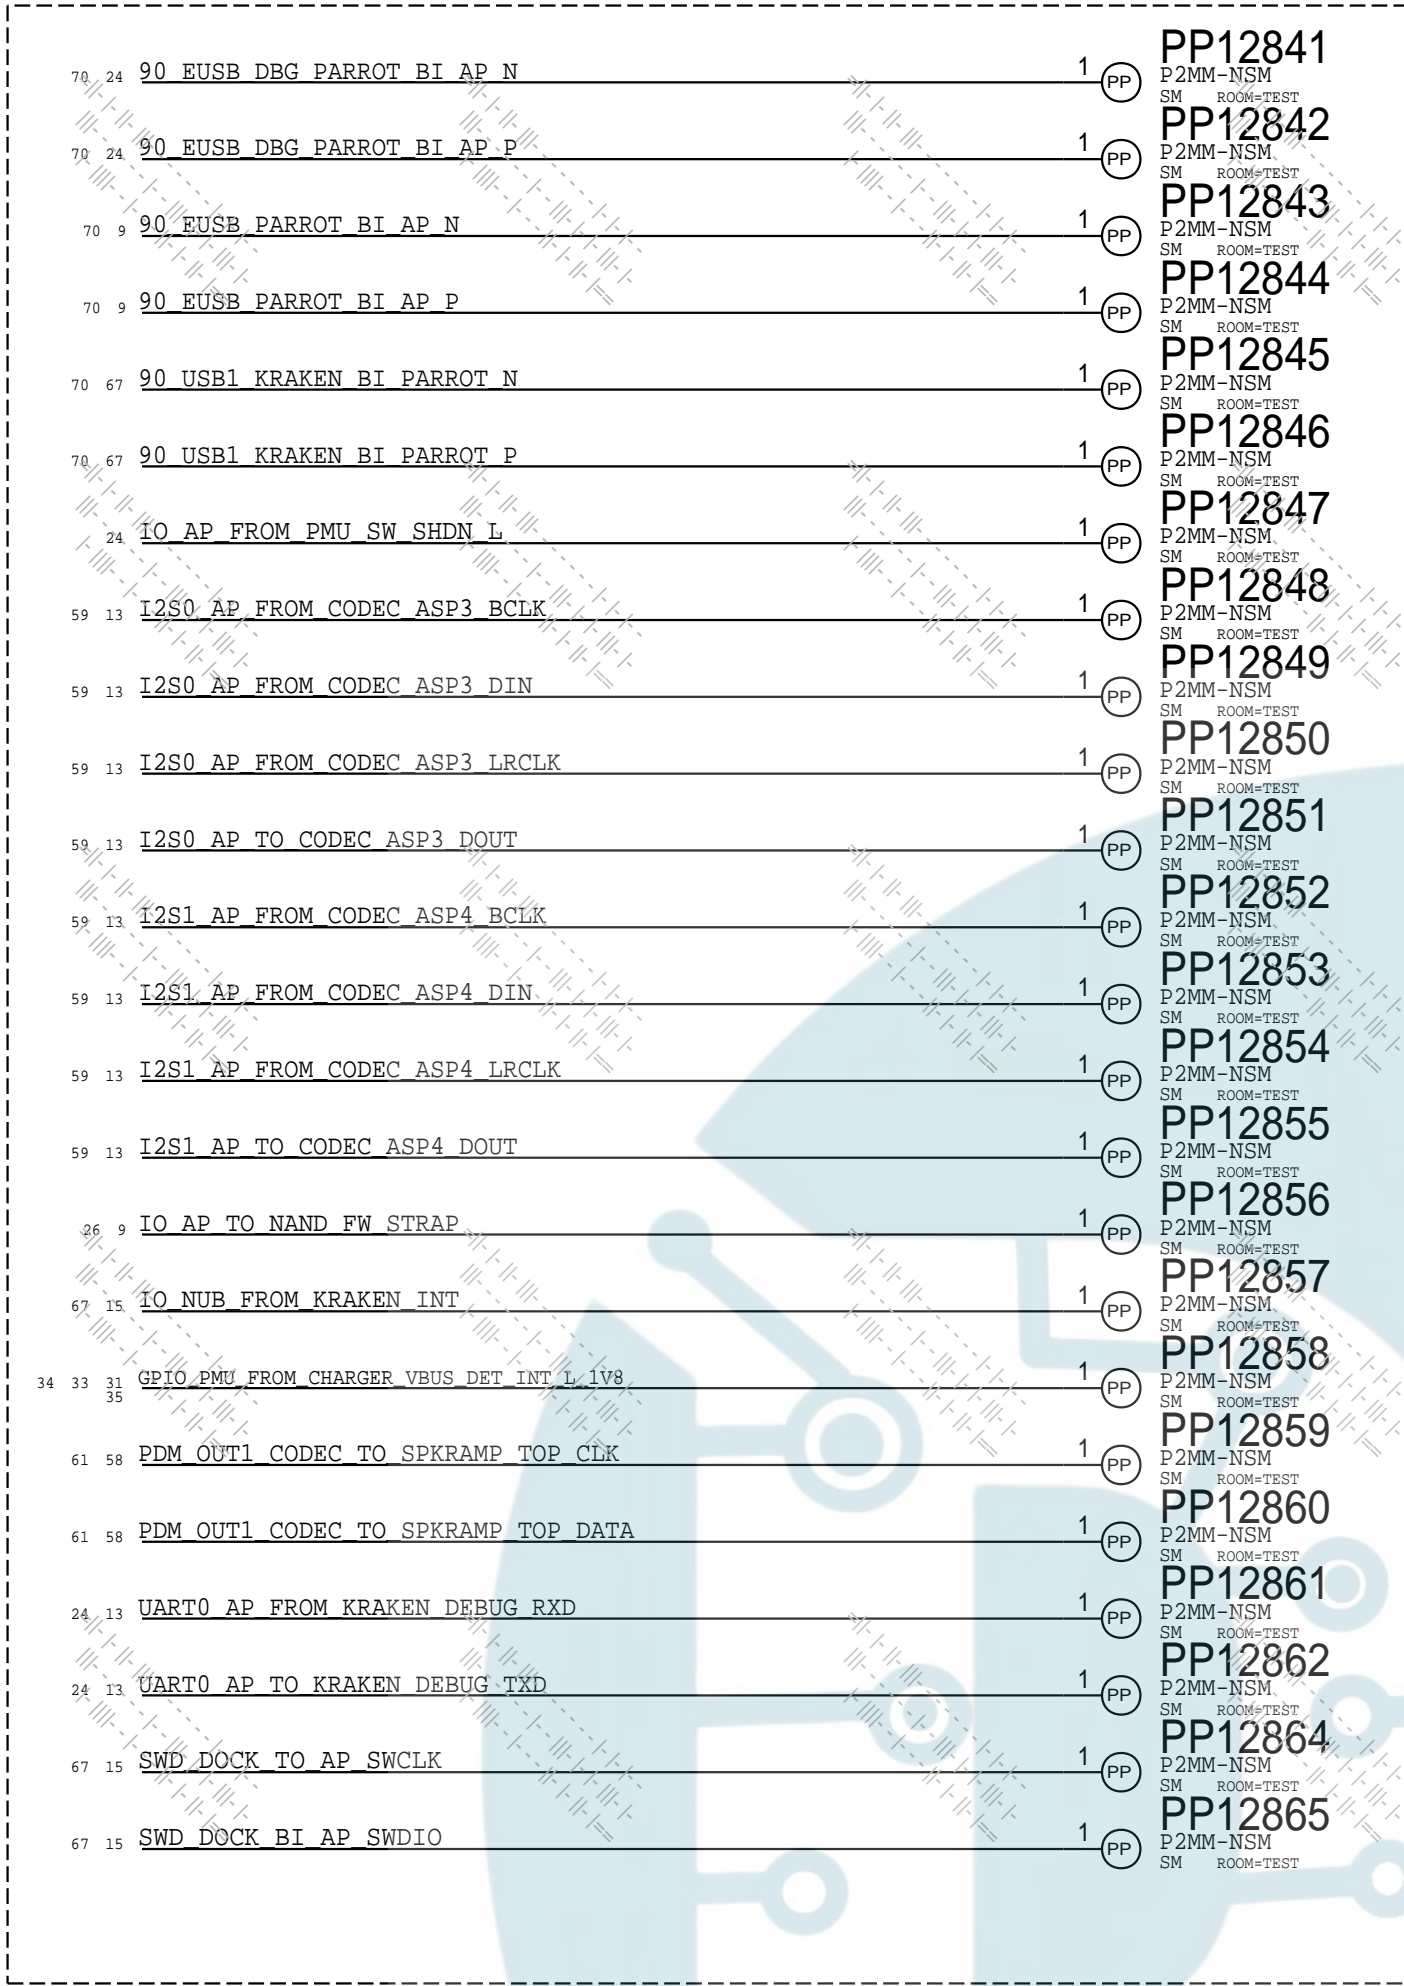 PP12841
70 24 90_EUSB_DBG_PARROT_BI_AP_N 1 PP P2MM-NSM
SM ROOM=TEST
PP12842
70 24 90_EUSB_DBG_PARROT_BI_AP_P 1 PP P2MM-NSM
SM ROOM=TEST
PP12843
70 9 90_EUSB_PARROT_BI_AP_N 1 PP P2MM-NSM
SM ROOM=TEST
PP12844
70 9 90_EUSB_PARROT_BI_AP_P 1 PP P2MM-NSM
SM ROOM=TEST
PP12845
70 67 90_USB1_KRAKEN_BI_PARROT_N 1 PP P2MM-NSM
SM ROOM=TEST
PP12846
70 67 90_USB1_KRAKEN_BI_PARROT_P 1 PP P2MM-NSM
SM ROOM=TEST
PP12847
24 IO_AP_FROM_PMU_SW_SHDN_L 1 PP P2MM-NSM
SM ROOM=TEST
PP12848
59 13 I2S0_AP_FROM_CODEC_ASP3_BCLK 1 PP P2MM-NSM
SM ROOM=TEST
PP12849
59 13 I2S0_AP_FROM_CODEC_ASP3_DIN 1 PP P2MM-NSM
SM ROOM=TEST
PP12850
59 13 I2S0_AP_FROM_CODEC_ASP3_LRCLK 1 PP P2MM-NSM
SM ROOM=TEST
PP12851
59 13 I2S0_AP_TO_CODEC_ASP3_DOUT 1 PP P2MM-NSM
SM ROOM=TEST
PP12852
59 13 I2S1_AP_FROM_CODEC_ASP4_BCLK 1 PP P2MM-NSM
SM ROOM=TEST
PP12853
59 13 I2S1_AP_FROM_CODEC_ASP4_DIN 1 PP P2MM-NSM
SM ROOM=TEST
PP12854
59 13 I2S1_AP_FROM_CODEC_ASP4_LRCLK 1 PP P2MM-NSM
SM ROOM=TEST
PP12855
59 13 I2S1_AP_TO_CODEC_ASP4_DOUT 1 PP P2MM-NSM
SM ROOM=TEST
PP12856
26 9 IO_AP_TO_NAND_FW_STRAP 1 PP P2MM-NSM
SM ROOM=TEST
PP12857
67 15 IO_NUB_FROM_KRAKEN_INT 1 PP P2MM-NSM
SM ROOM=TEST
PP12858
34 33 31 GPIO_PMU_FROM_CHARGER_VBUS_DET_INT_L_1V8 1 PP P2MM-NSM
35
SM ROOM=TEST
PP12859
61 58 PDM_OUT1_CODEC_TO_SPKRAMP_TOP_CLK 1 PP P2MM-NSM
SM ROOM=TEST
PP12860
61 58 PDM_OUT1_CODEC_TO_SPKRAMP_TOP_DATA 1 PP P2MM-NSM
SM ROOM=TEST
PP12861
24 13 UART0_AP_FROM_KRAKEN_DEBUG_RXD 1 PP P2MM-NSM
SM ROOM=TEST
PP12862
24 13 UART0_AP_TO_KRAKEN_DEBUG_TXD 1 PP P2MM-NSM
SM ROOM=TEST
PP12864
67 15 SWD_DOCK_TO_AP_SWCLK 1 PP P2MM-NSM
SM ROOM=TEST
PP12865
67 15 SWD_DOCK_BI_AP_SWDIO 1 PP P2MM-NSM
SM ROOM=TEST